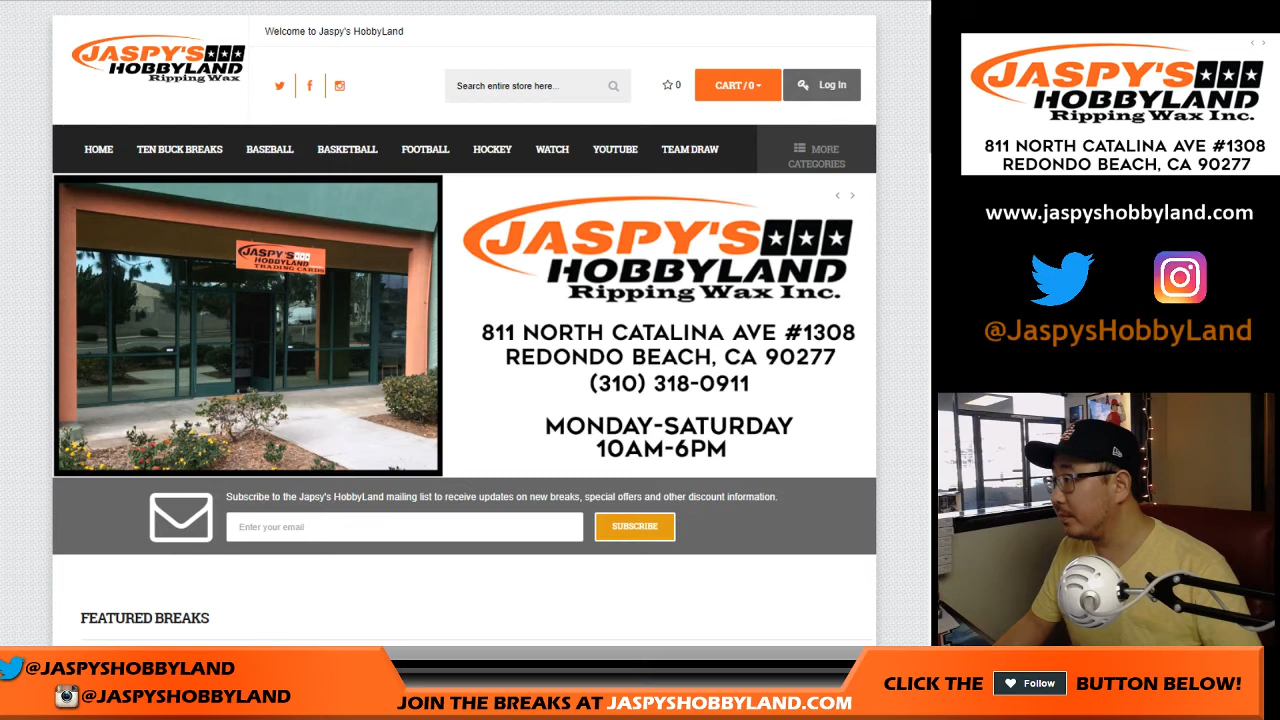 JASPY'S
HOBBYLAND
Ripping Wax
Welcome to Jaspy's HobbyLand
Search entire store here...
0
CART / 0
Log In
HOME
TEN BUCK BREAKS
BASEBALL
BASKETBALL
FOOTBALL
HOCKEY
WATCH
YOUTUBE
TEAM DRAW
MORE
CATEGORIES
JASPY'S
HOBBYLAND
TRADING CARDS
JASPY'S
HOBBYLAND
Ripping Wax Inc.
811 NORTH CATALINA AVE #1308
REDONDO BEACH, CA 90277
(310) 318-0911
MONDAY-SATURDAY
10AM-6PM
Subscribe to the Japsy's HobbyLand mailing list to receive updates on new breaks, special offers and other discount information.
Enter your email
SUBSCRIBE
FEATURED BREAKS
JASPY'S
HOBBYLAND
Ripping Wax Inc.
811 NORTH CATALINA AVE #1308
REDONDO BEACH, CA 90277
www.jaspyshobbyland.com
@JaspysHobbyLand
@JASPYSHOBBYLAND
@JASPYSHOBBYLAND
JOIN THE BREAKS AT JASPYSHOBBYLAND.COM
CLICK THE Follow BUTTON BELOW!